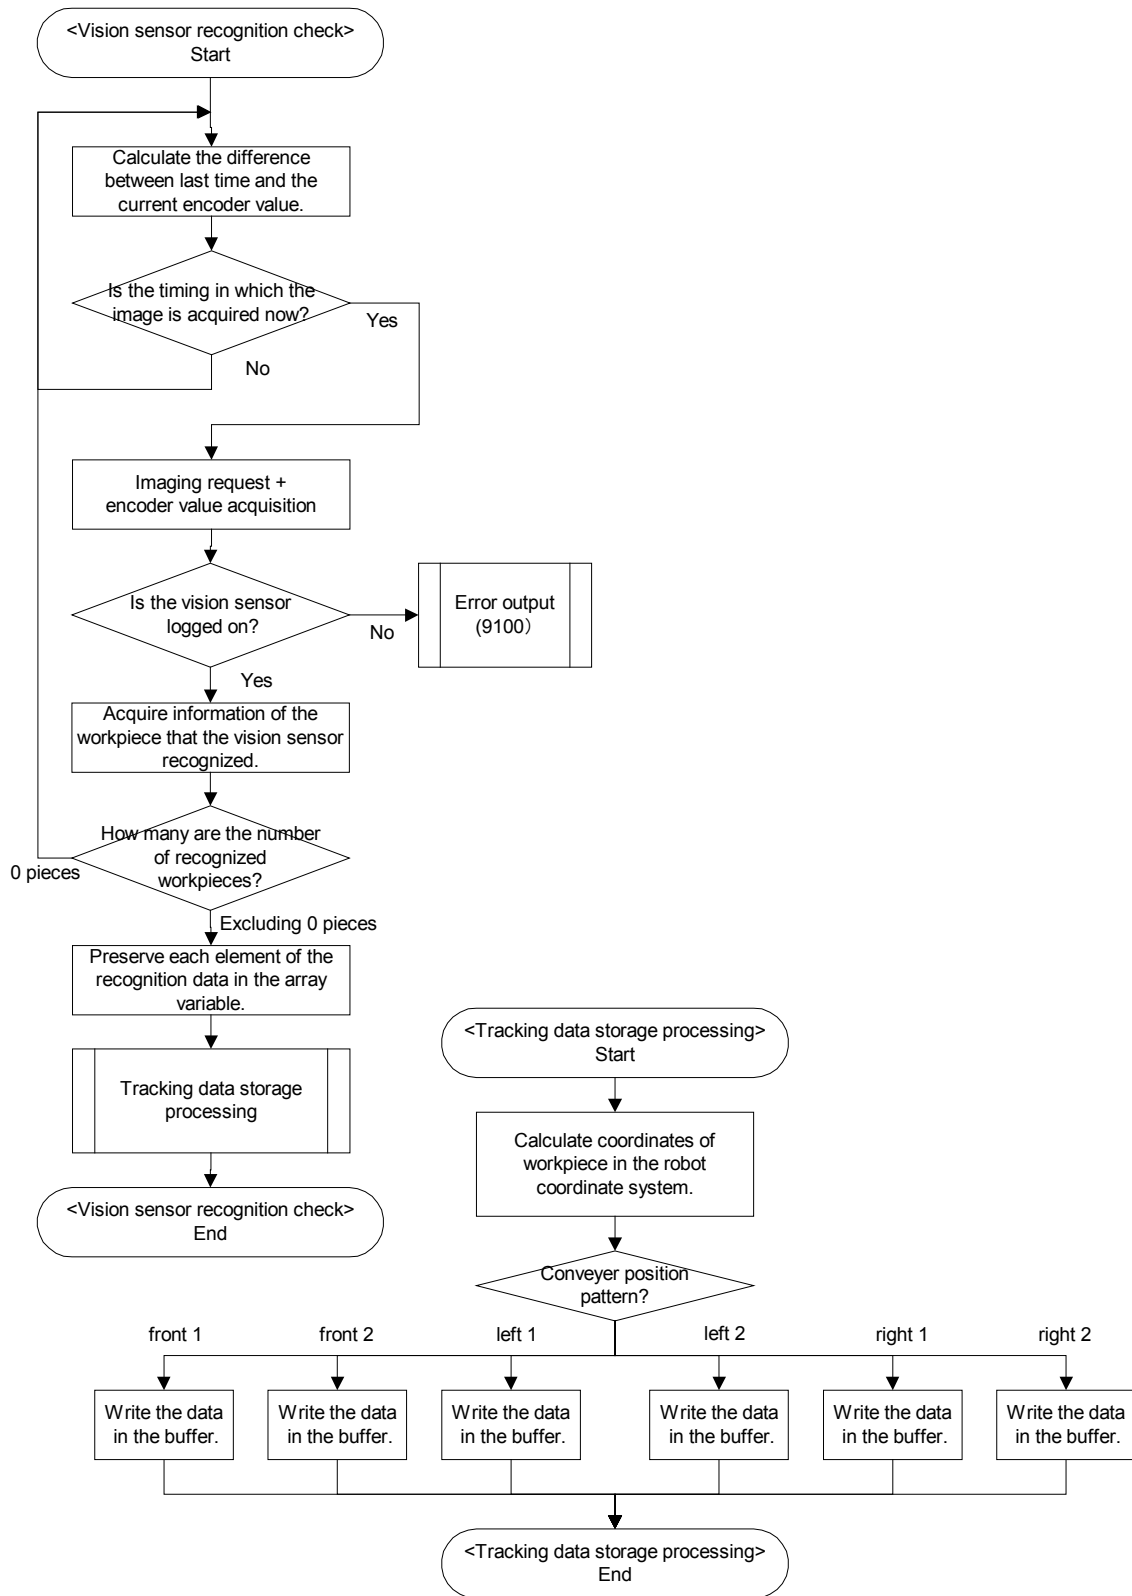 <Vision sensor recognition check>
Start
Calculate the difference
between last time and the
current encoder value.
Is the timing in which the
image is acquired now?
Yes
No
Imaging request +
encoder value acquisition
Is the vision sensor
logged on?
No
Error output
(9100）
Yes
Acquire information of the
workpiece that the vision sensor
recognized.
How many are the number
of recognized
workpieces?
0 pieces
Excluding 0 pieces
Preserve each element of the
recognition data in the array
variable.
Tracking data storage
processing
<Vision sensor recognition check>
End
<Tracking data storage processing>
Start
Calculate coordinates of
workpiece in the robot
coordinate system.
Conveyer position
pattern?
front 1
front 2
left 1
left 2
right 1
right 2
Write the data
in the buffer.
Write the data
in the buffer.
Write the data
in the buffer.
Write the data
in the buffer.
Write the data
in the buffer.
Write the data
in the buffer.
<Tracking data storage processing>
End